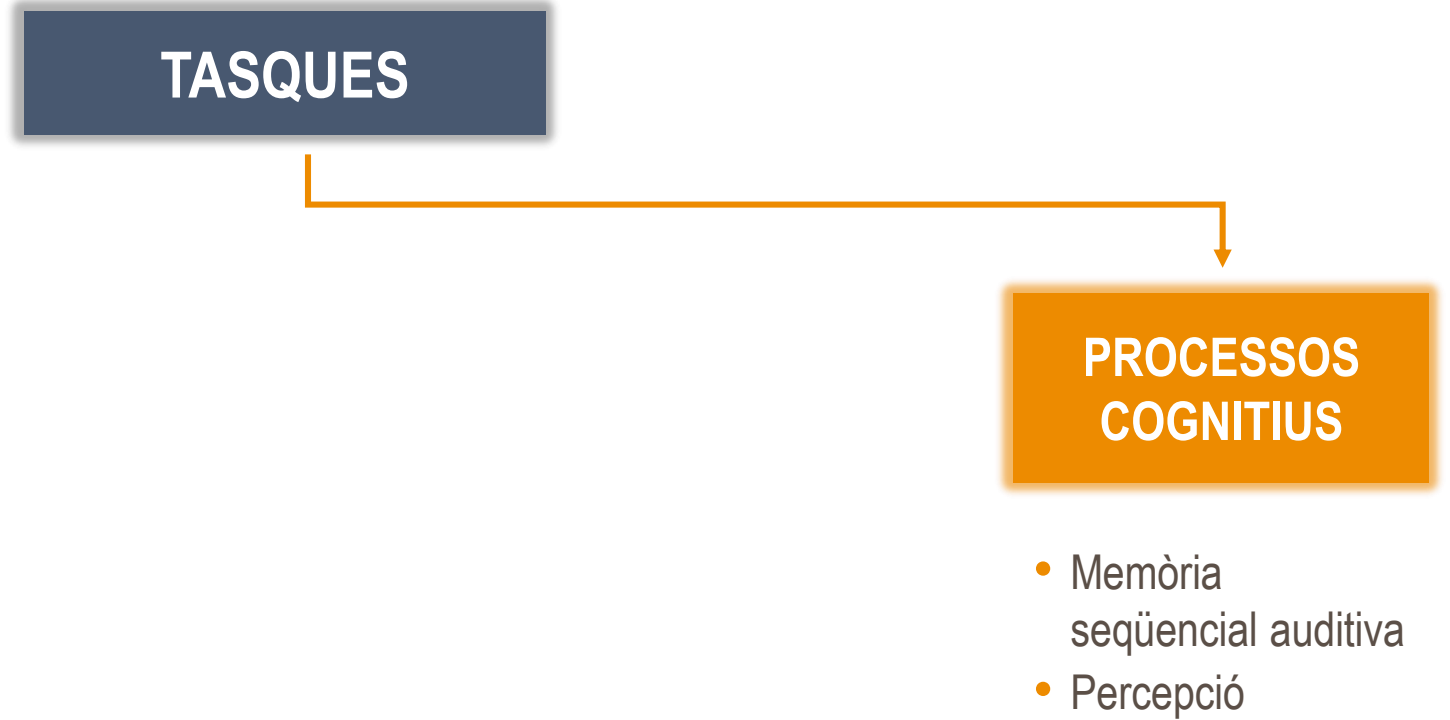 TASQUES
PROCESSOS
COGNITIUS
• Memòria
seqüencial auditiva
• Percepció